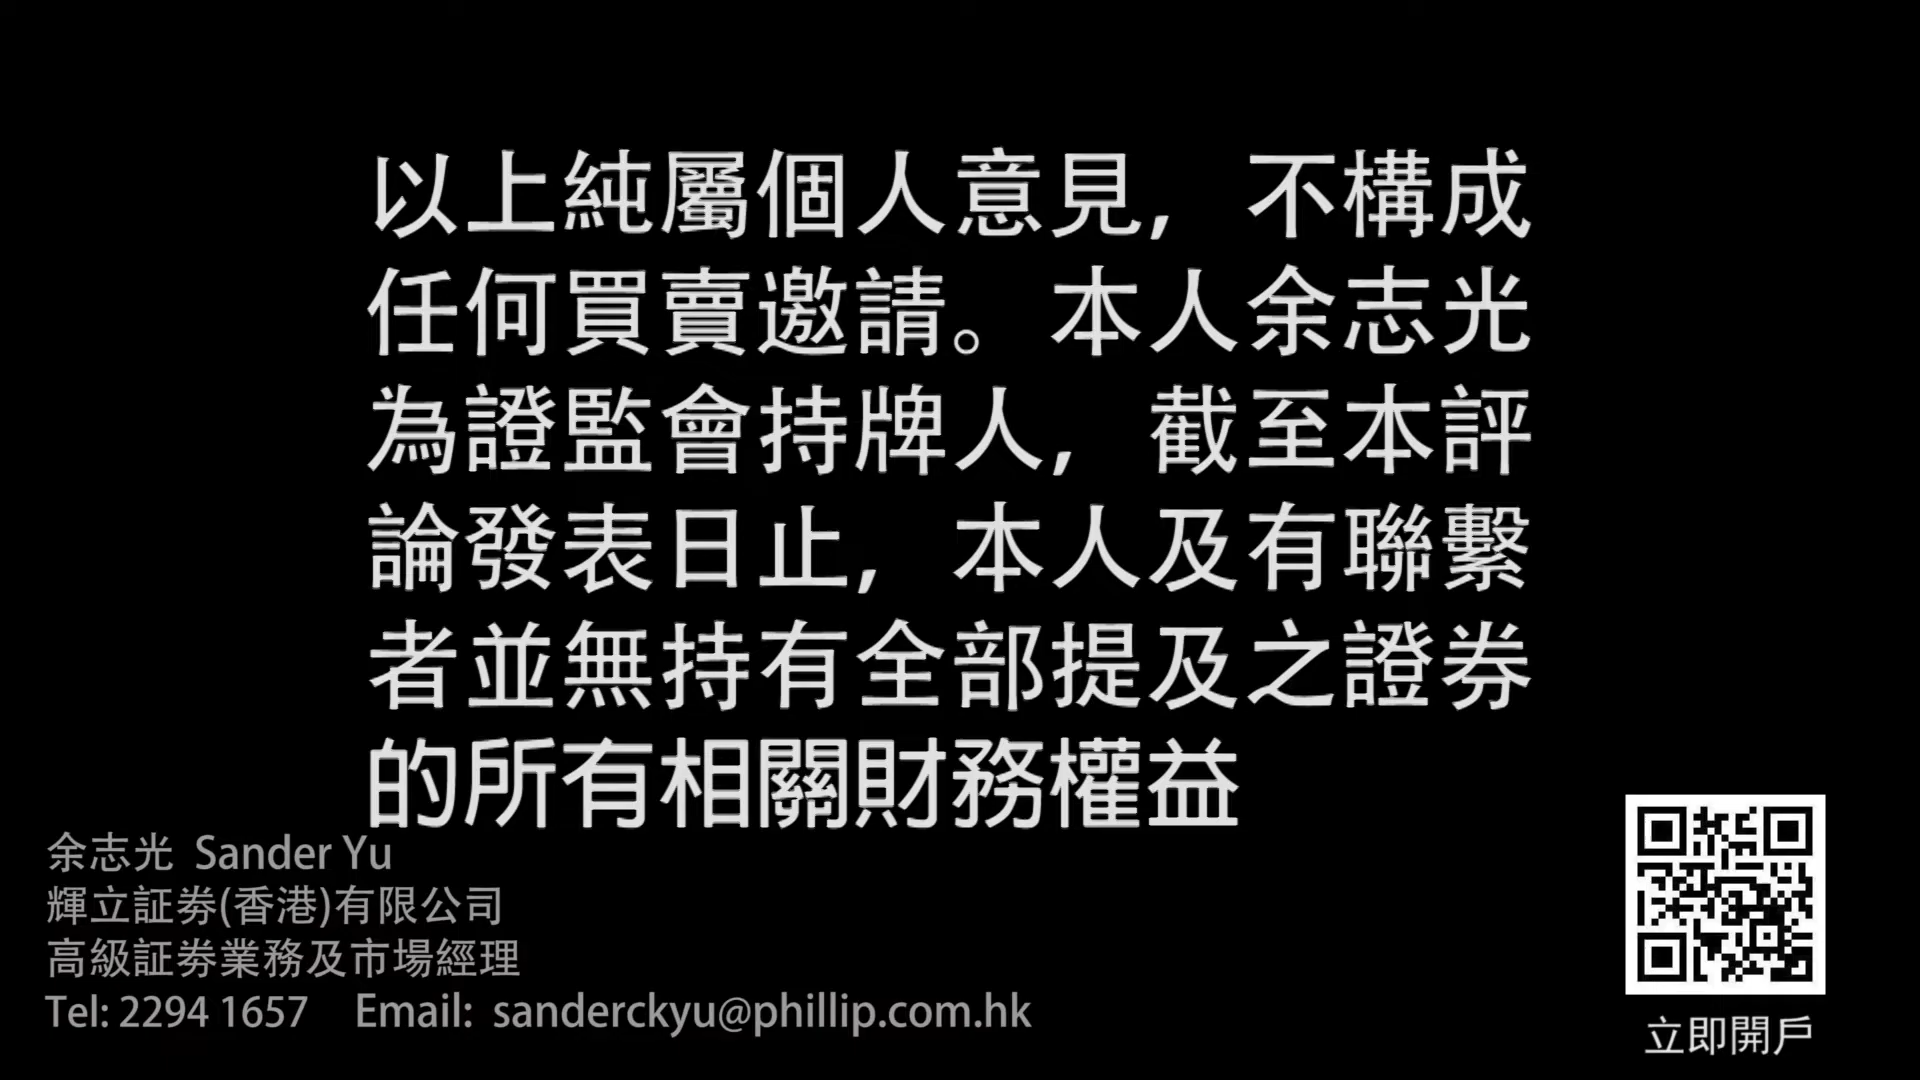 以上純屬個人意見，不構成
任何買賣邀請。本人余志光
為證監會持牌人，截至本評
論發表日止，本人及有聯繫
者並無持有全部提及之證券
的所有相關財務權益
余志光 Sander Yu
輝立証券(香港)有限公司
高級証券業務及市場經理
Tel: 2294 1657 Email: sanderckyu@phillip.com.hk
立即開戶